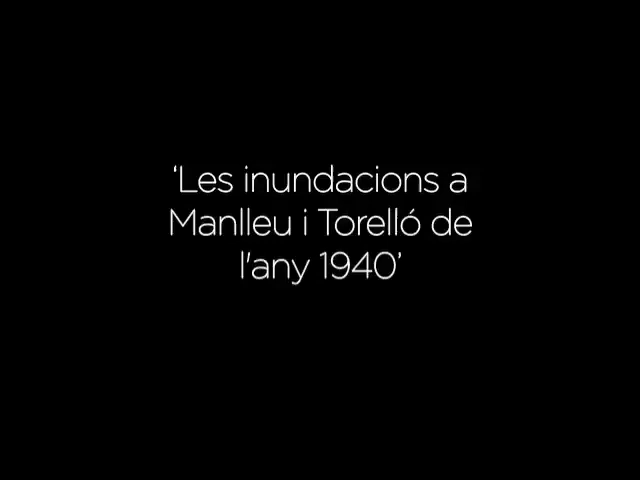 ‘Les inundacions a
Manlleu i Torelló de
l'any 1940’